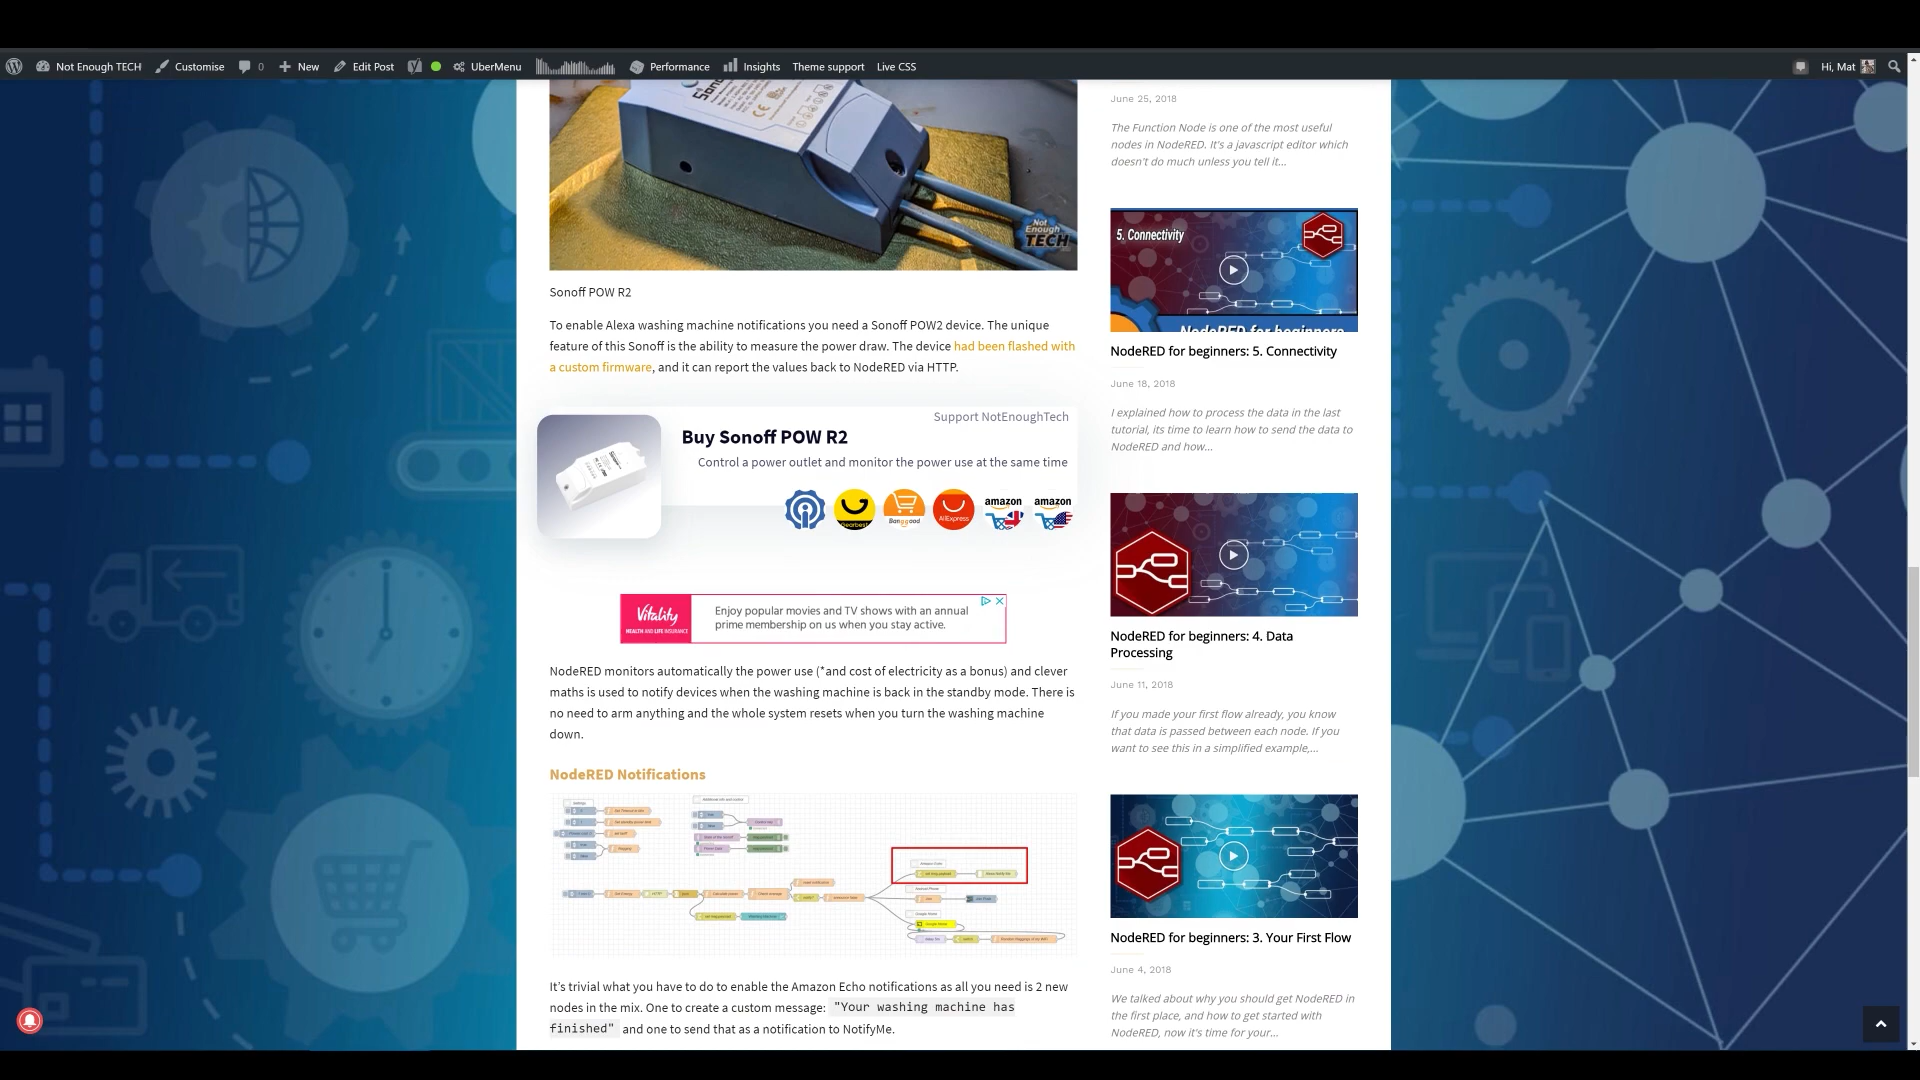 Not Enough TECH
Customise
0
New
Edit Post
UberMenu
Performance
Insights
Theme support
Live CSS
Hi, Mat
Not
Enough
TECH
Sonoff POW R2
To enable Alexa washing machine notifications you need a Sonoff POW2 device. The unique
feature of this Sonoff is the ability to measure the power draw. The device had been flashed with
a custom firmware, and it can report the values back to NodeRED via HTTP.
Support NotEnoughTech
Buy Sonoff POW R2
Control a power outlet and monitor the power use at the same time
Gearbest
Banggood
AliExpress
amazon
amazon
Vitality
HEALTH AND LIFE INSURANCE
Enjoy popular movies and TV shows with an annual
prime membership on us when you stay active.
NodeRED monitors automatically the power use (*and cost of electricity as a bonus) and clever
maths is used to notify devices when the washing machine is back in the standby mode. There is
no need to arm anything and the whole system resets when you turn the washing machine
down.
NodeRED Notifications
It's trivial what you have to do to enable the Amazon Echo notifications as all you need is 2 new
nodes in the mix. One to create a custom message: "Your washing machine has
finished" and one to send that as a notification to NotifyMe.
June 25, 2018
The Function Node is one of the most useful
nodes in NodeRED. It's a javascript editor which
doesn't do much unless you tell it...
5. Connectivity
NodeRED for beginners
NodeRED for beginners: 5. Connectivity
June 18, 2018
I explained how to process the data in the last
tutorial, its time to learn how to send the data to
NodeRED and how...
NodeRED for beginners: 4. Data
Processing
June 11, 2018
If you made your first flow already, you know
that data is passed between each node. If you
want to see this in a simplified example,...
NodeRED for beginners: 3. Your First Flow
June 4, 2018
We talked about why you should get NodeRED in
the first place, and how to get started with
NodeRED, now it's time for your...